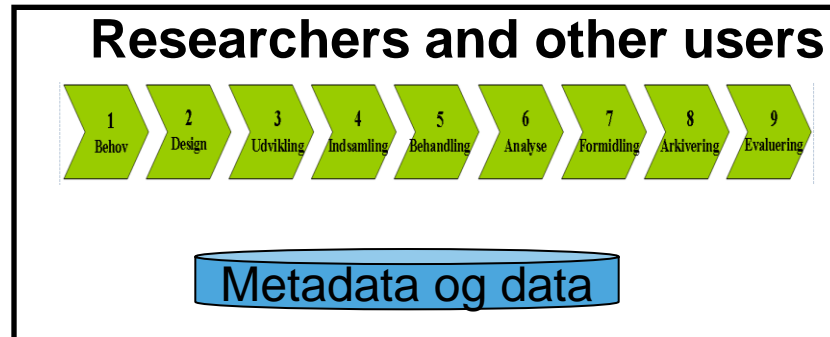 Researchers and other users
1
Behov
2
Design
3
Udvikling
4
Indsamling
5
Behandling
6
Analyse
7
Formidling
8
Arkivering
9
Evaluering
Metadata og data